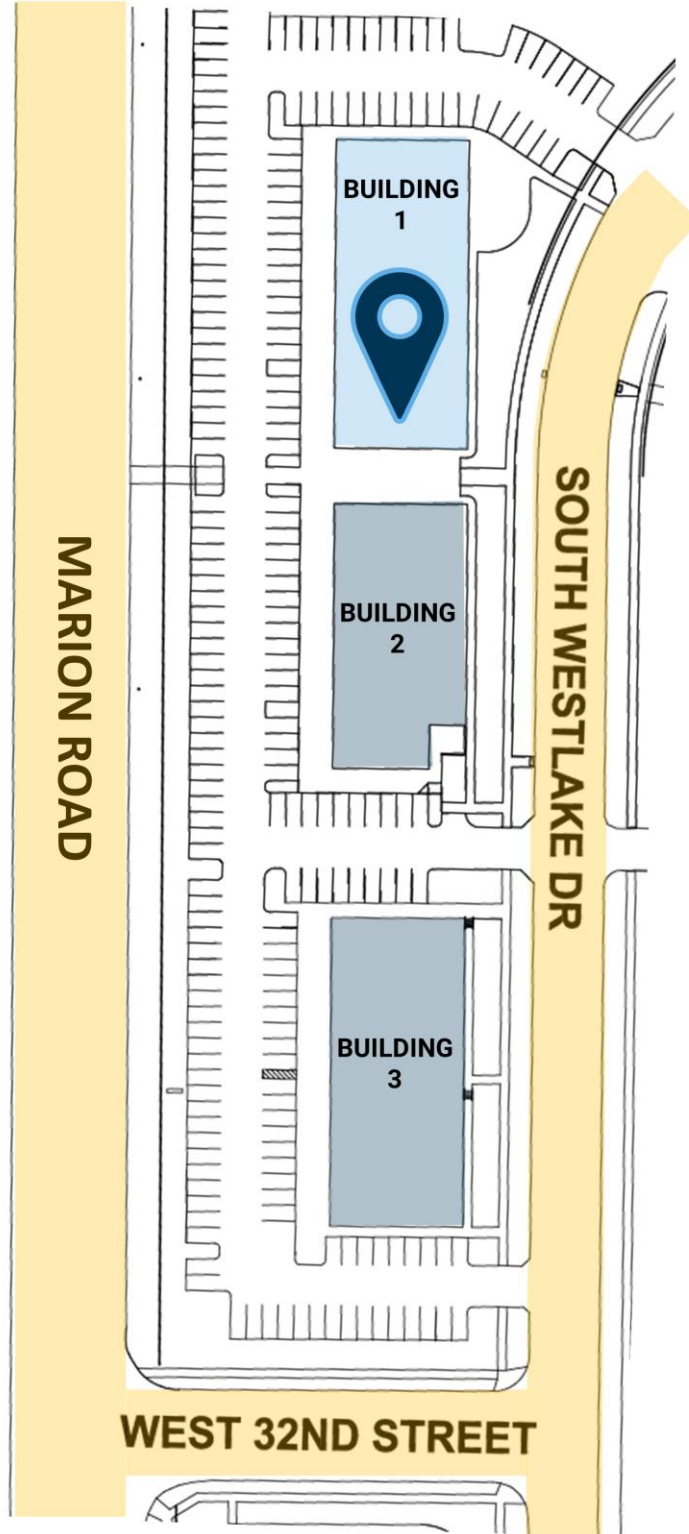 BUILDING
1
MARION ROAD
SOUTH WESTLAKE DR
BUILDING
2
BUILDING
3
WEST 32ND STREET